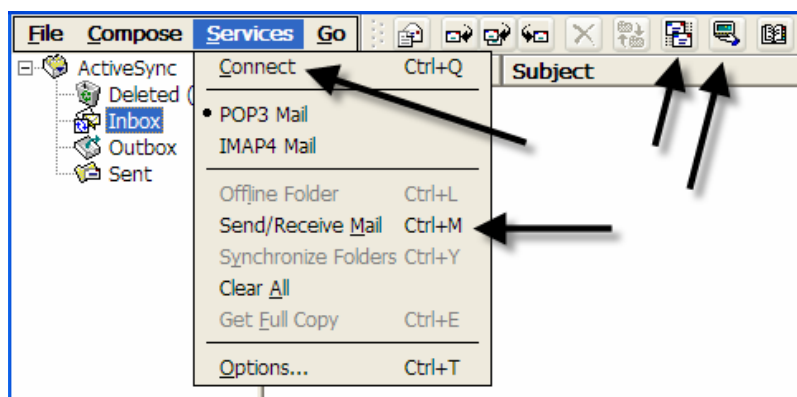 File Compose Services Go
ActiveSync
Deleted (
Inbox
Outbox
Sent
Connect Ctrl+Q
POP3 Mail
IMAP4 Mail
Offline Folder Ctrl+L
Send/Receive Mail Ctrl+M
Synchronize Folders Ctrl+Y
Clear All
Get Full Copy Ctrl+E
Options... Ctrl+T
Subject